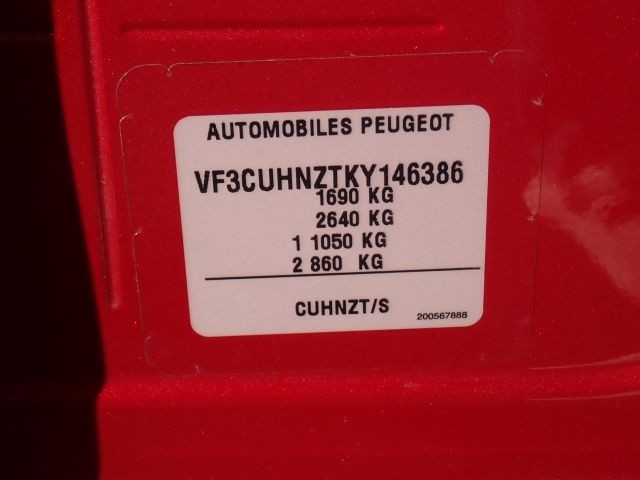 AUTOMOBILES PEUGEOT
VF3CUHNZTKY146386
1690 KG
2640 KG
1 1050 KG
2 860 KG
CUHNZT/S
200567888